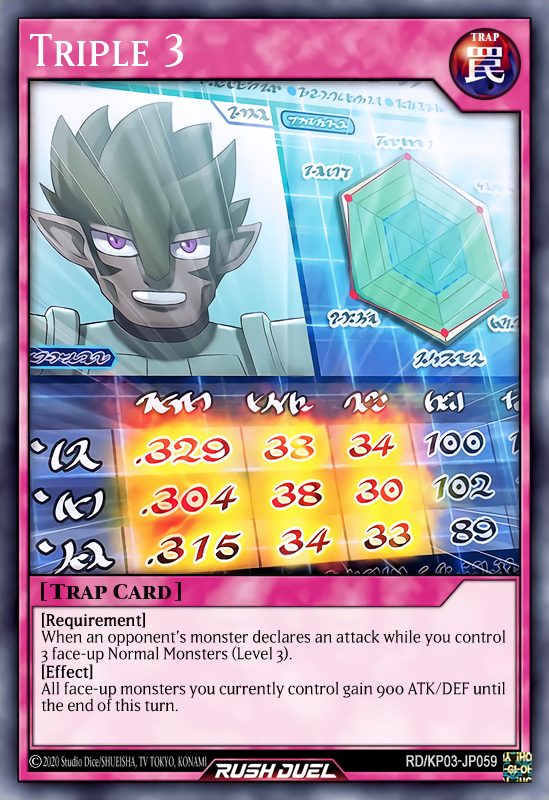 TRIPLE 3
TRAP
罠
.329 38 34 100
.304 38 30 102
.315 34 33 89
[TRAP CARD]
[Requirement]
When an opponent's monster declares an attack while you control
3 face-up Normal Monsters (Level 3).
[Effect]
All face-up monsters you currently control gain 900 ATK/DEF until
the end of this turn.
©2020 Studio Dice/SHUEISHA, TV TOKYO, KONAMI
RUSH DUEL
RD/KP03-JP059